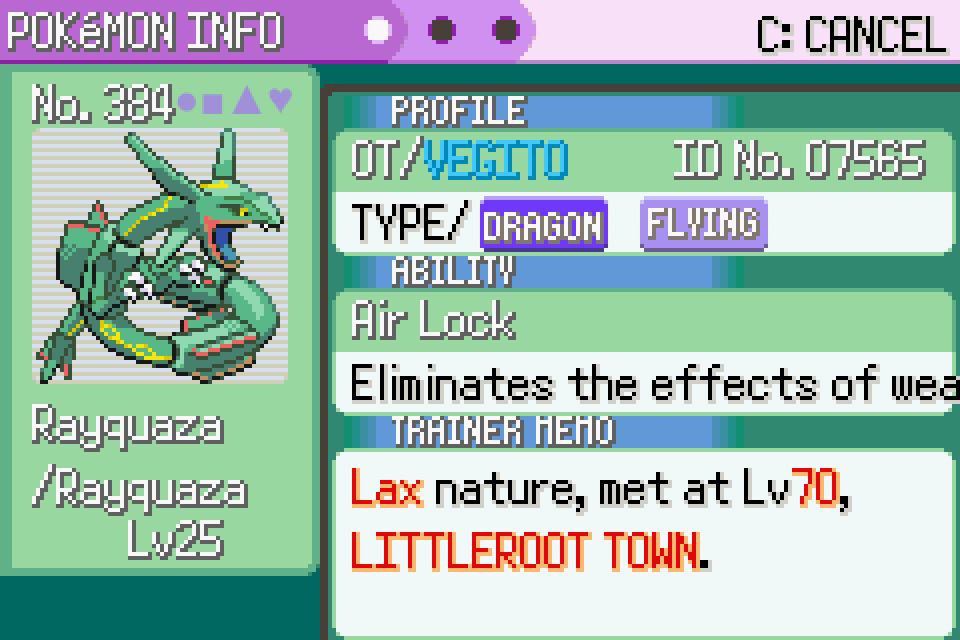 POKéMON INFO
C: CANCEL
No. 384
PROFILE
OT/VEGITO ID No. 07565
TYPE/ DRAGON FLYING
ABILITY
Air Lock
Eliminates the effects of wea
TRAINER MEMO
Lax nature, met at Lv70,
LITTLEROOT TOWN.
Rayquaza
/Rayquaza
Lv25